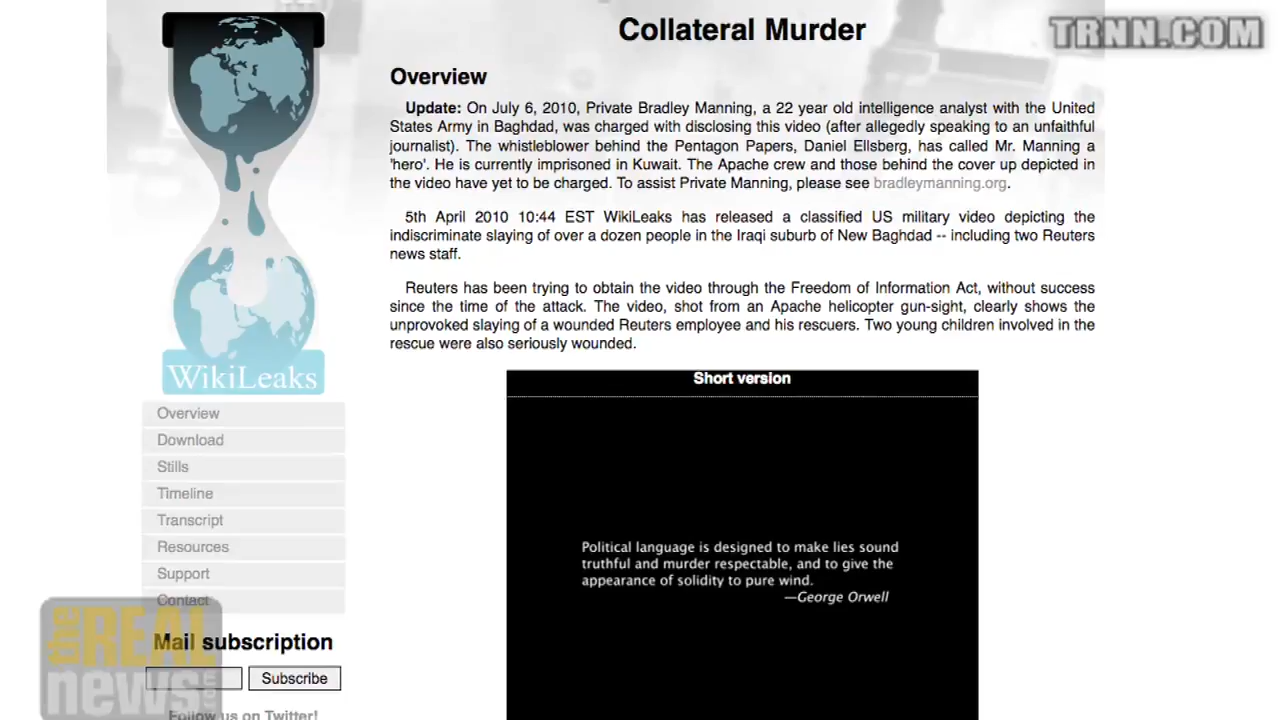 TRNN.COM
Collateral Murder
Overview
Update: On July 6, 2010, Private Bradley Manning, a 22 year old intelligence analyst with the United
States Army in Baghdad, was charged with disclosing this video (after allegedly speaking to an unfaithful
journalist). The whistleblower behind the Pentagon Papers, Daniel Ellsberg, has called Mr. Manning a
'hero'. He is currently imprisoned in Kuwait. The Apache crew and those behind the cover up depicted in
the video have yet to be charged. To assist Private Manning, please see bradleymanning.org.
5th April 2010 10:44 EST WikiLeaks has released a classified US military video depicting the
indiscriminate slaying of over a dozen people in the Iraqi suburb of New Baghdad -- including two Reuters
news staff.
Reuters has been trying to obtain the video through the Freedom of Information Act, without success
since the time of the attack. The video, shot from an Apache helicopter gun-sight, clearly shows the
unprovoked slaying of a wounded Reuters employee and his rescuers. Two young children involved in the
rescue were also seriously wounded.
WikiLeaks
Overview
Download
Stills
Timeline
Transcript
Resources
Support
Contact
Mail subscription
Subscribe
Follow us on Twitter!
Short version
Political language is designed to make lies sound
truthful and murder respectable, and to give the
appearance of solidity to pure wind.
—George Orwell
the REAL
news.com